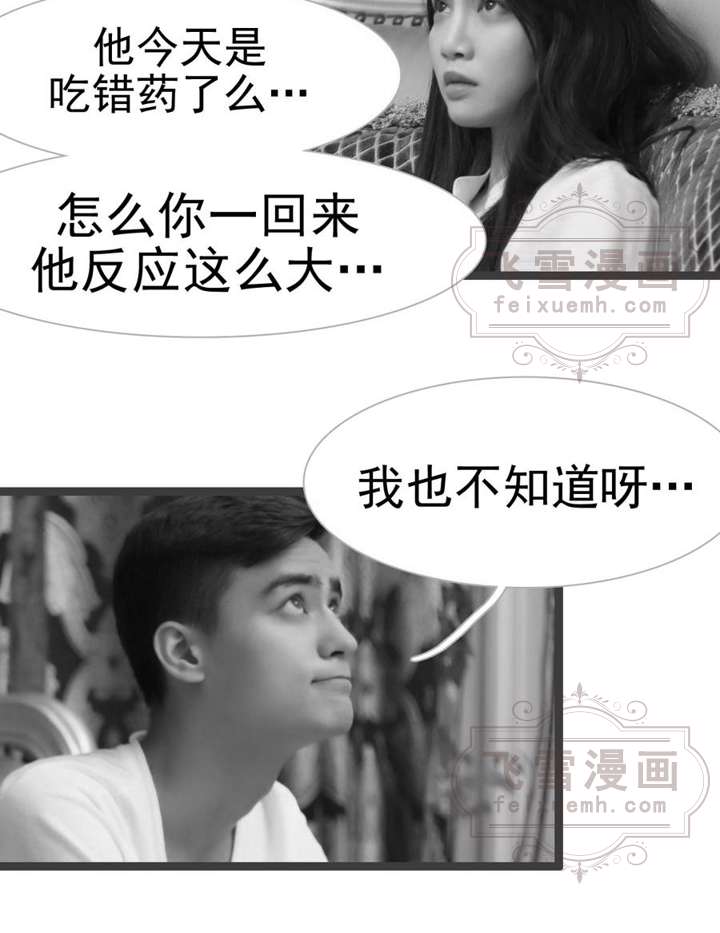 他今天是
吃错药了么…
怎么你一回来
他反应这么大…
飞雪漫画
feixuemh.com
我也不知道呀…
飞雪漫画
feixuemh.com